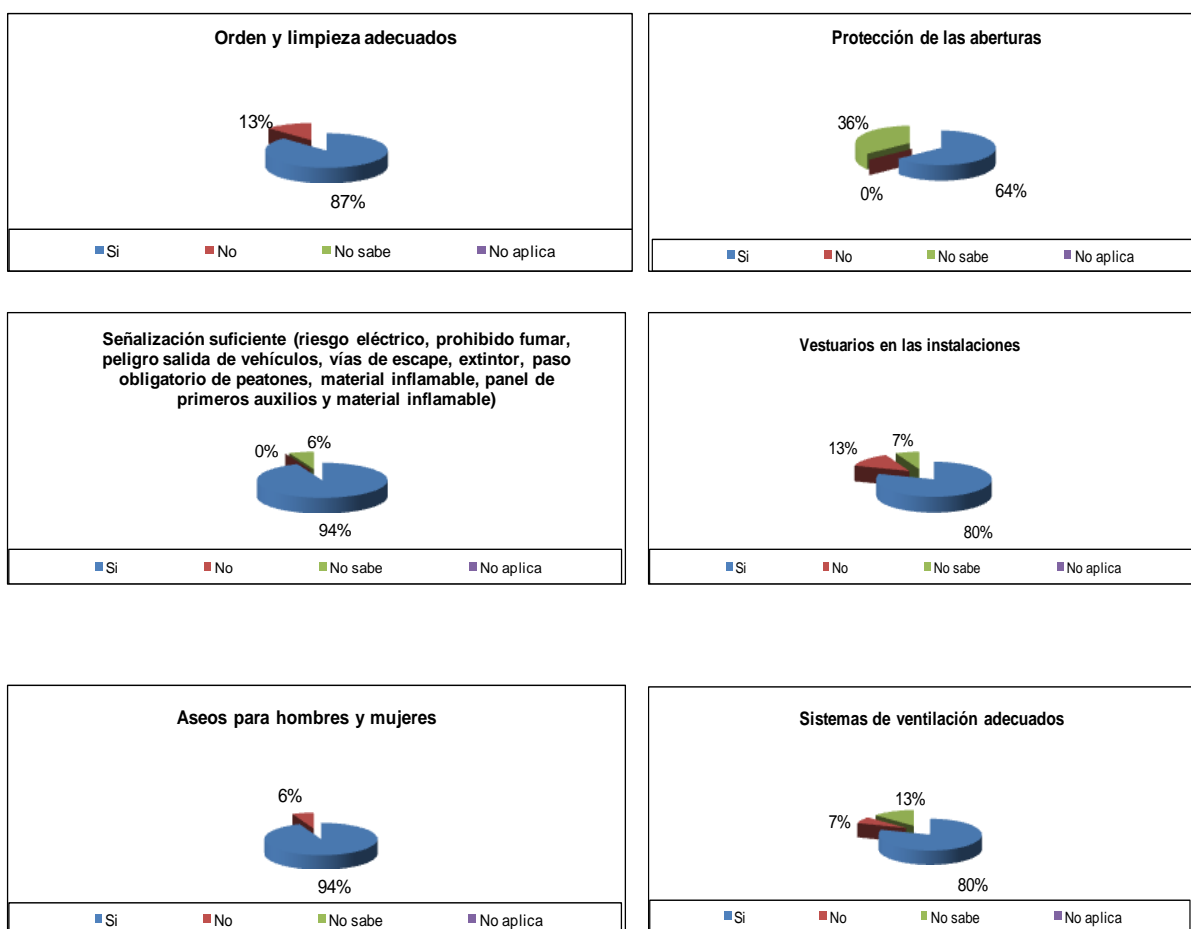 Orden y limpieza adecuados
13%
87%
Si No No sabe No aplica
Protección de las aberturas
36%
0%
64%
Si No No sabe No aplica
Señalización suficiente (riesgo eléctrico, prohibido fumar,
peligro salida de vehículos, vías de escape, extintor, paso
obligatorio de peatones, material inflamable, panel de
primeros auxilios y material inflamable)
0%
6%
94%
Si No No sabe No aplica
Vestuarios en las instalaciones
13%
7%
80%
Si No No sabe No aplica
Aseos para hombres y mujeres
6%
94%
Si No No sabe No aplica
Sistemas de ventilación adecuados
13%
7%
80%
Si No No sabe No aplica